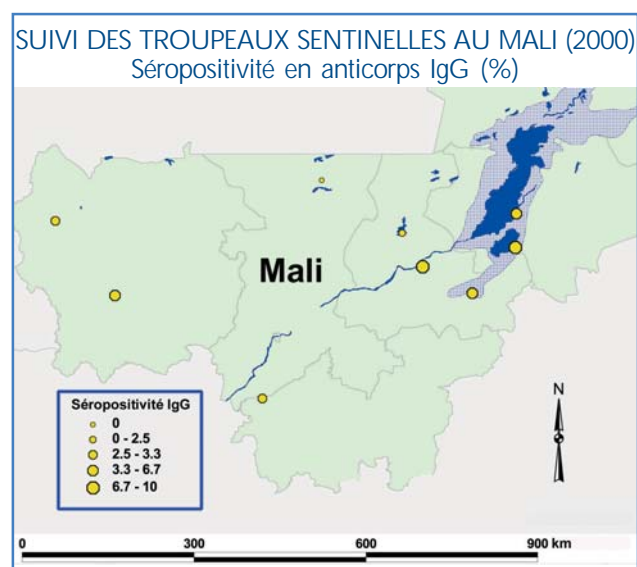 SUIVI DES TROUPEAUX SENTINELLES AU MALI (2000)
Séropositivité en anticorps IgG (%)
Mali
N
Séropositivité IgG
0
0 - 2.5
2.5 - 3.3
3.3 - 6.7
6.7 - 10
0 300 600 900 km